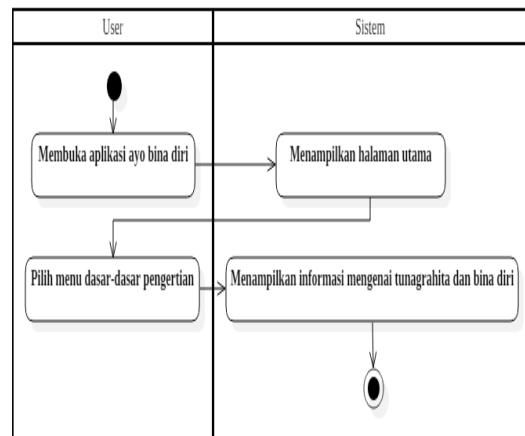 User
Sistem
Membuka aplikasi ayo bina diri
Menampilkan halaman utama
Pilih menu dasar-dasar pengertian
Menampilkan informasi mengenai tunagrahita dan bina diri